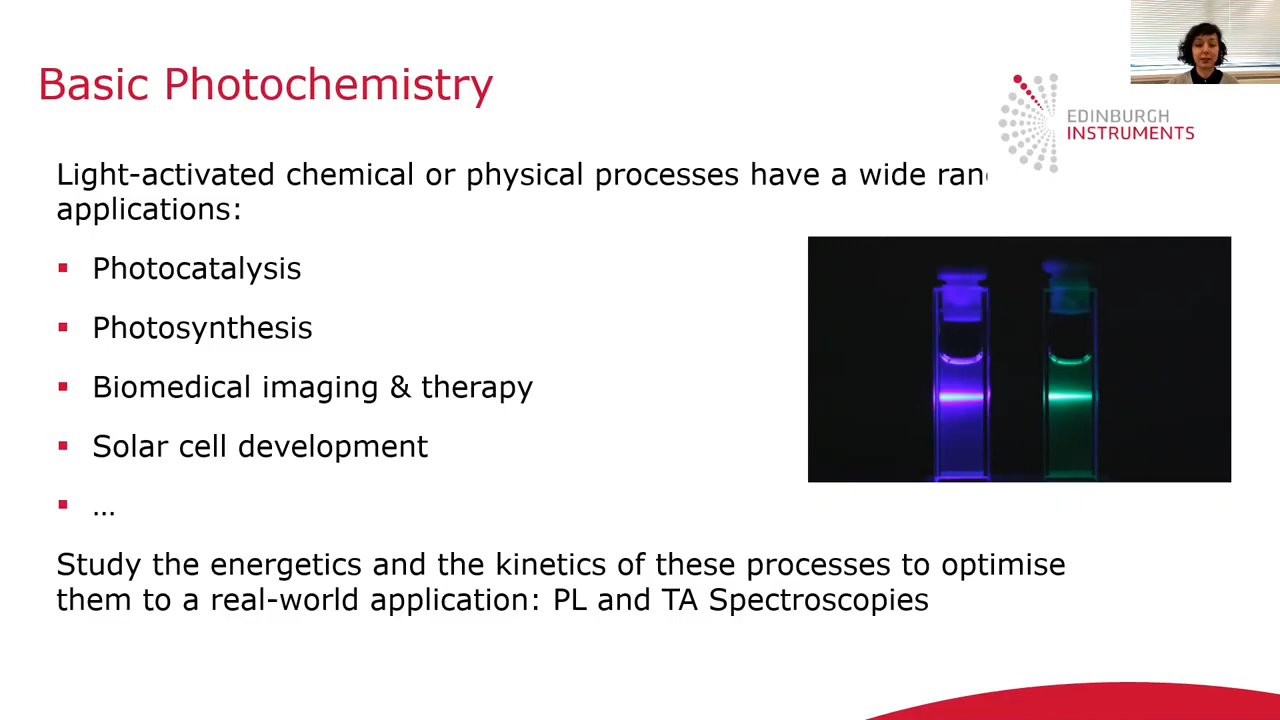 Basic Photochemistry
EDINBURGH
INSTRUMENTS
Light-activated chemical or physical processes have a wide
applications:
Photocatalysis
Photosynthesis
Biomedical imaging & therapy
Solar cell development
…
Study the energetics and the kinetics of these processes to optimise
them to a real-world application: PL and TA Spectroscopies